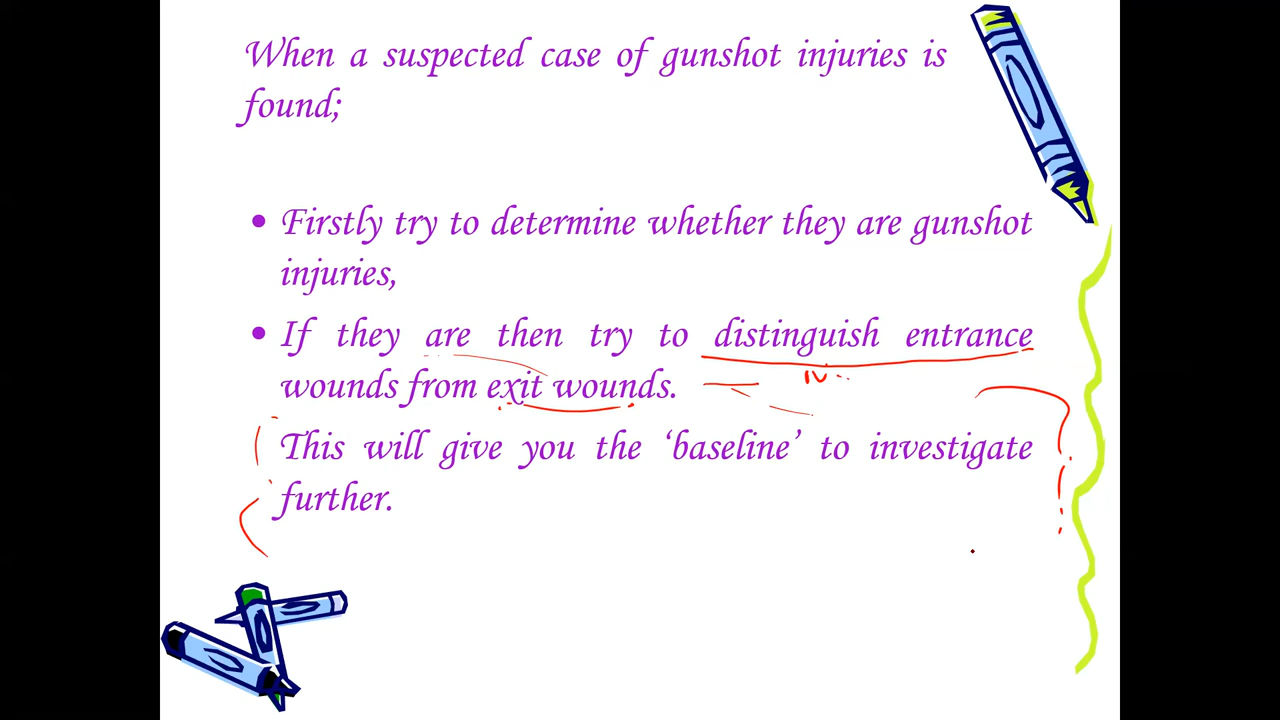 When a suspected case of gunshot injuries is
found;
• Firstly try to determine whether they are gunshot
injuries,
• If they are then try to distinguish entrance
wounds from exit wounds.
This will give you the ‘baseline’ to investigate
further.